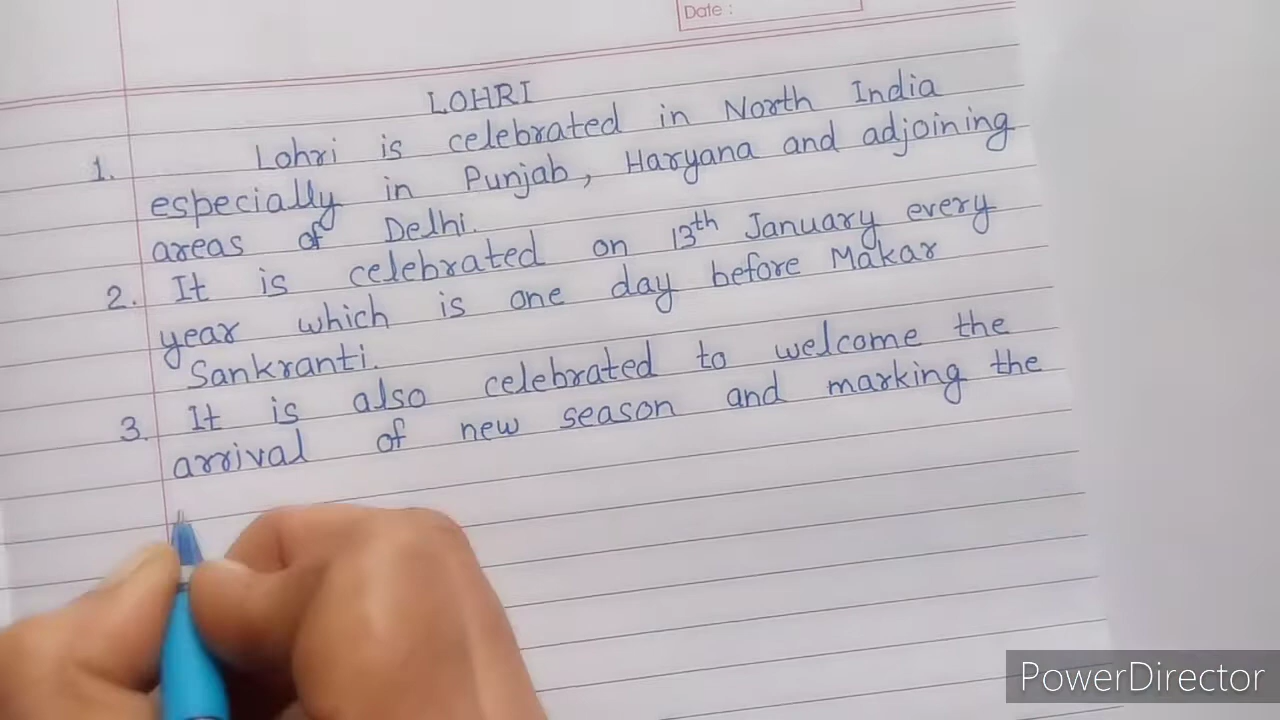 Date :
LOHRI
1. Lohri is celebrated in North India
especially in Punjab, Haryana and adjoining
areas of Delhi.
2. It is celebrated on 13th January every
year which is one day before Makar
Sankranti.
3. It is also celebrated to welcome the
arrival of new season and marking the
PowerDirector